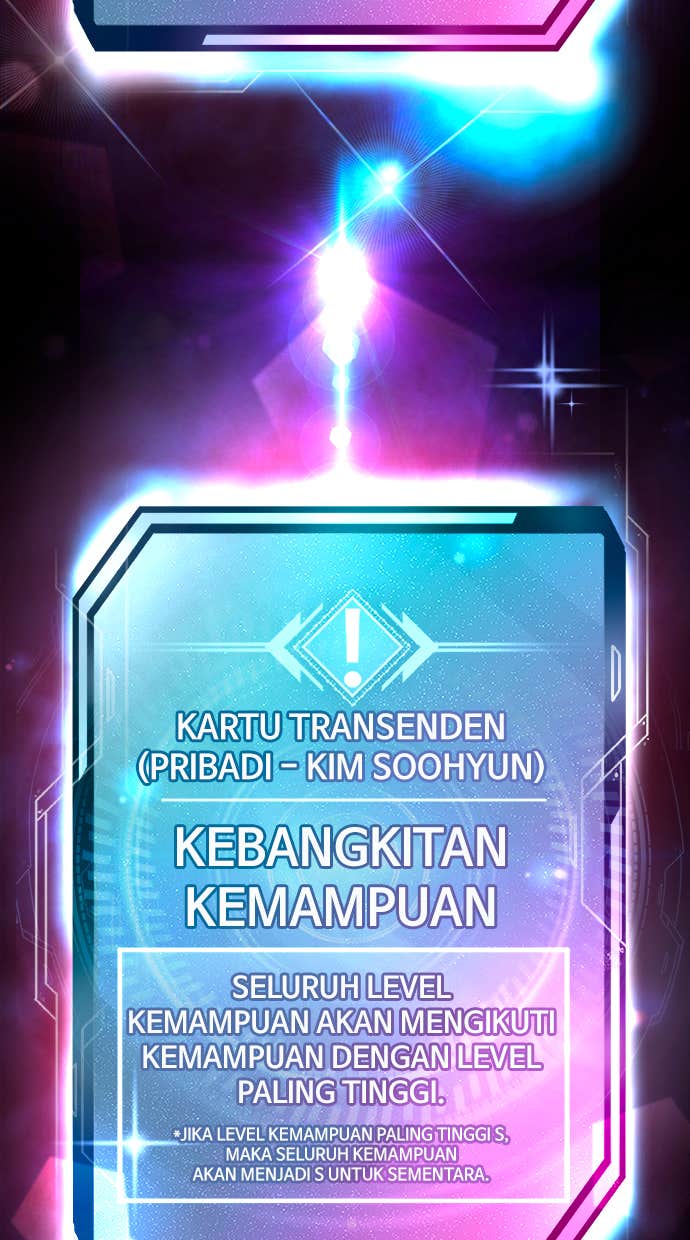 !
KARTU TRANSENDEN
(PRIBADI – KIM SOOHYUN)
KEBANGKITAN
KEMAMPUAN
SELURUH LEVEL
KEMAMPUAN AKAN MENGIKUTI
KEMAMPUAN DENGAN LEVEL
PALING TINGGI.
*JIKA LEVEL KEMAMPUAN PALING TINGGI S,
MAKA SELURUH KEMAMPUAN
AKAN MENJADI S UNTUK SEMENTARA.